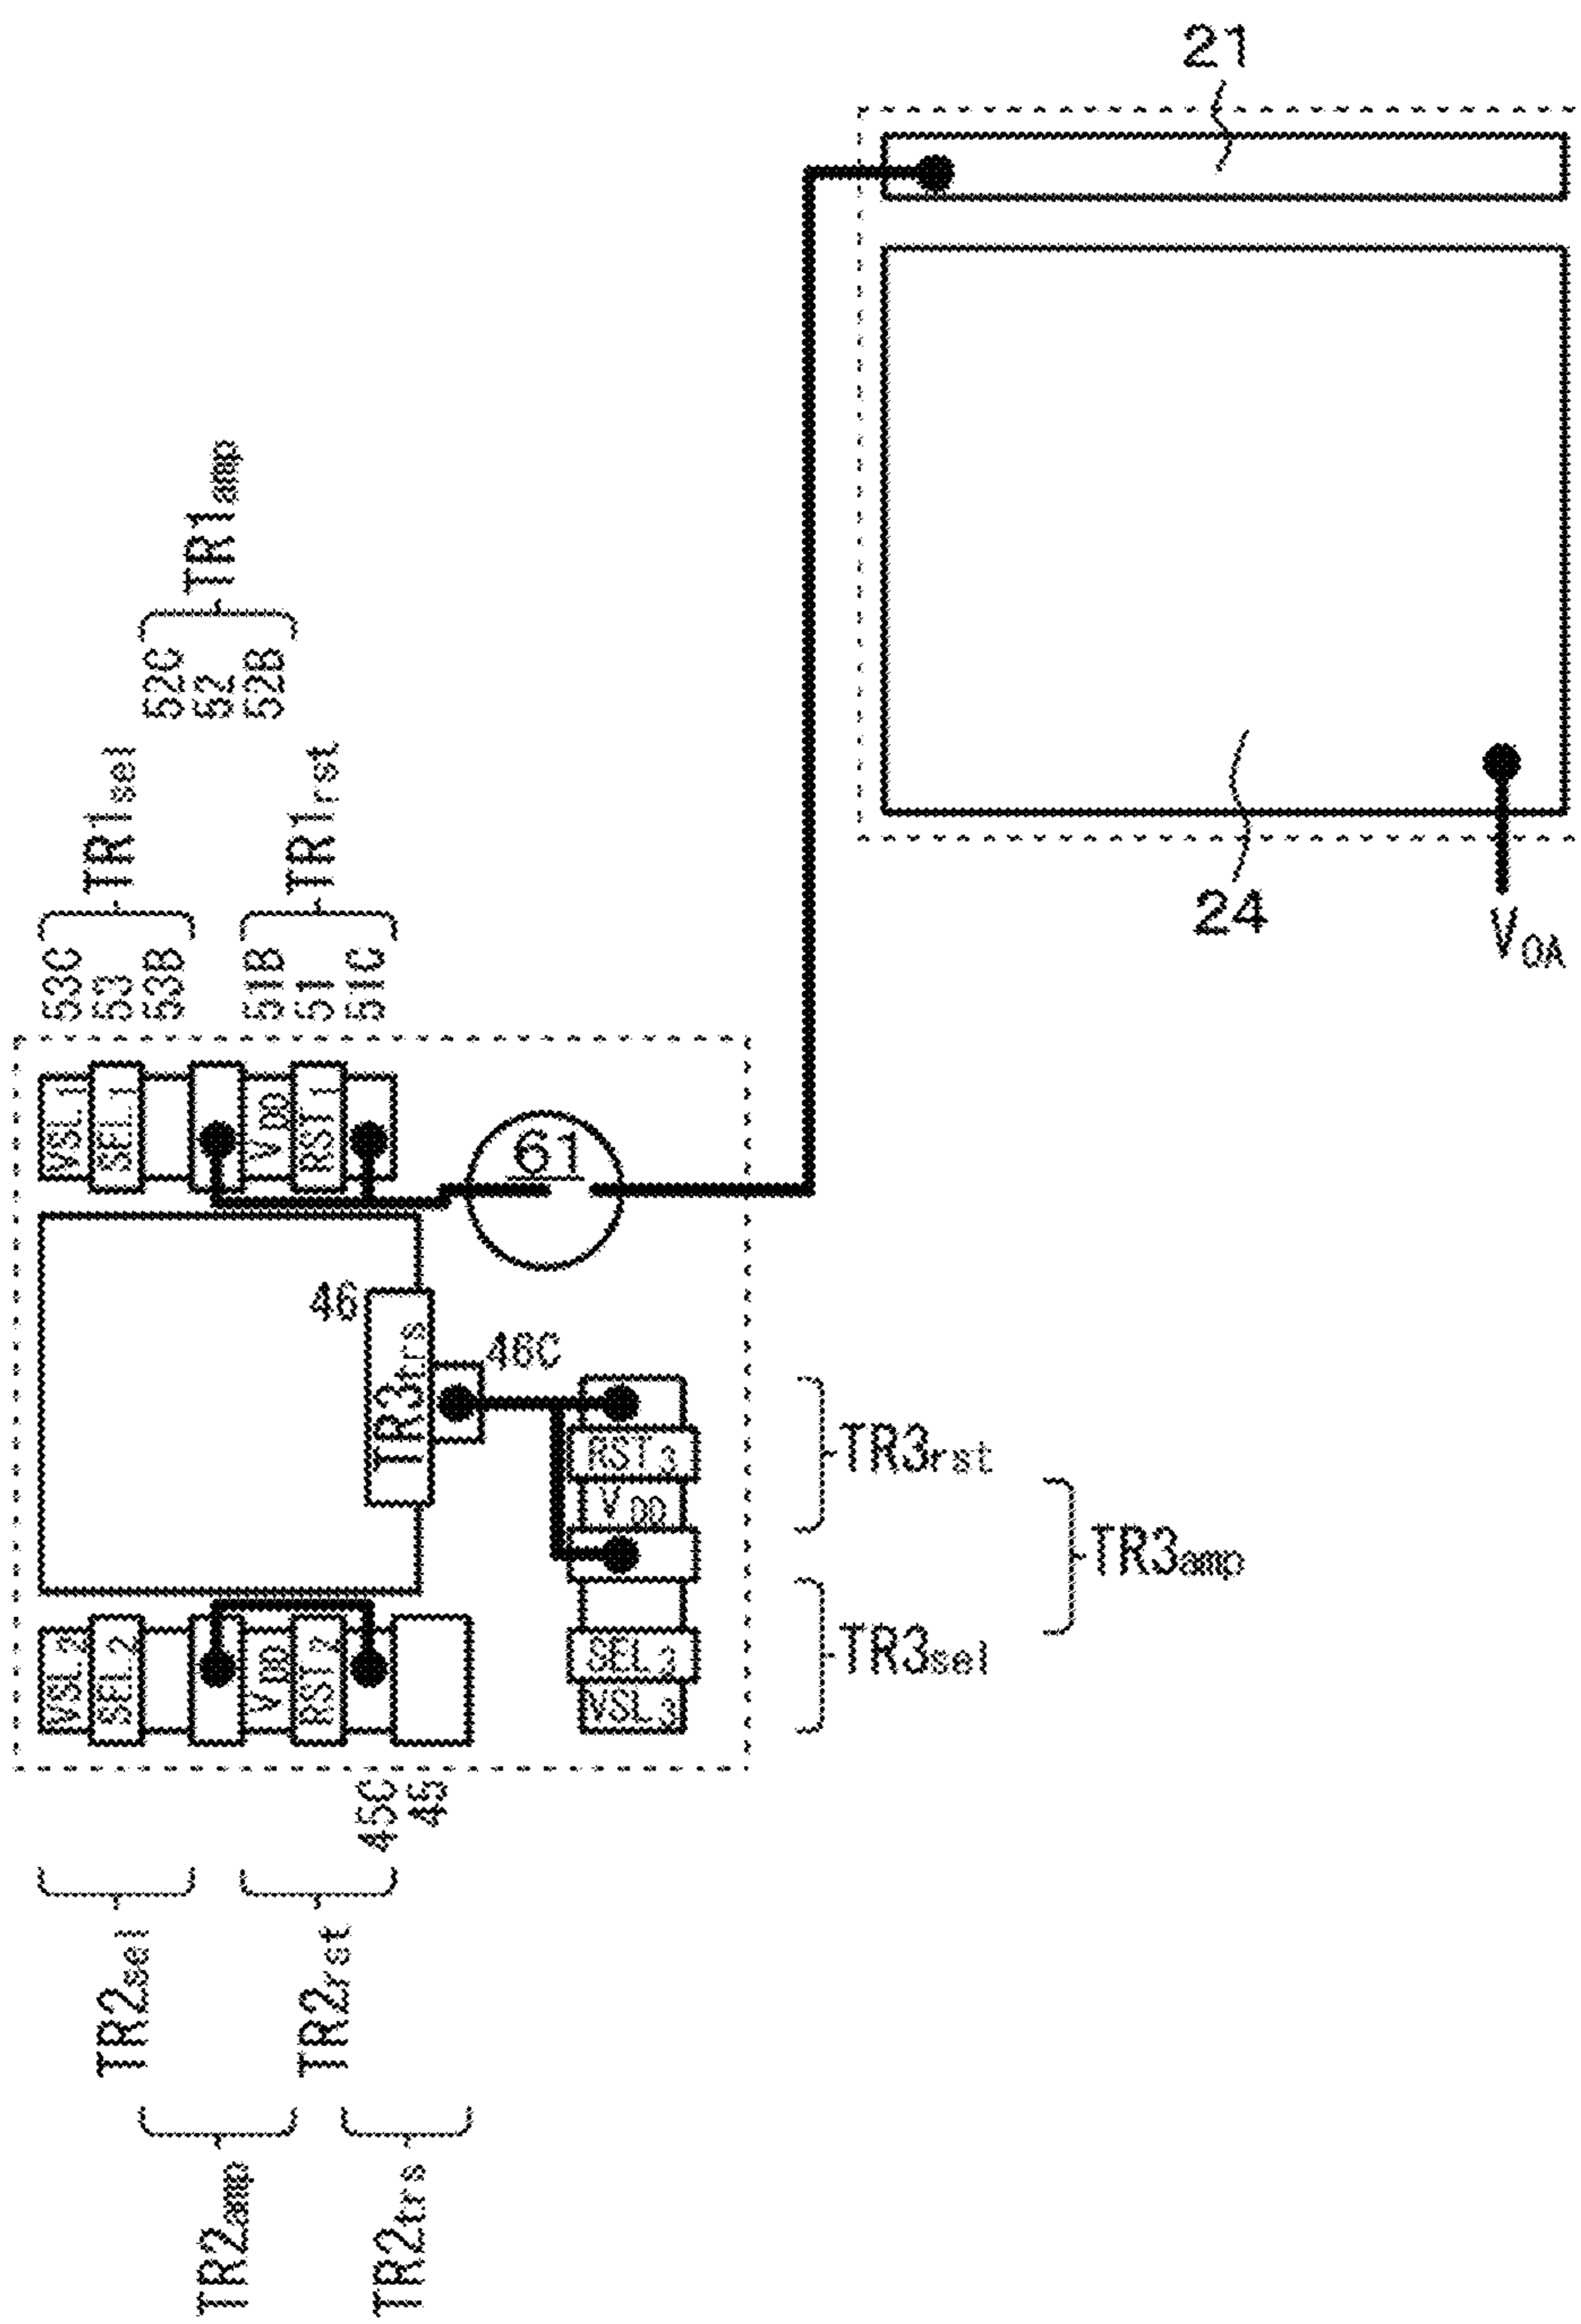 21
TR1amp
52C
52
52B
TR1sel
TR1rst
53C
53
53B
51B
51
51C
24
VOA
VSL1
SEL1
VDD
RST1
61
46
TR3trs
46C
RST3
VDD
SEL3
VSL3
TR3rst
TR3amp
TR3sel
VSL2
SEL2
VDD
RST2
45C
45
TR2sel
TR2rst
TR2amp
TR2trs